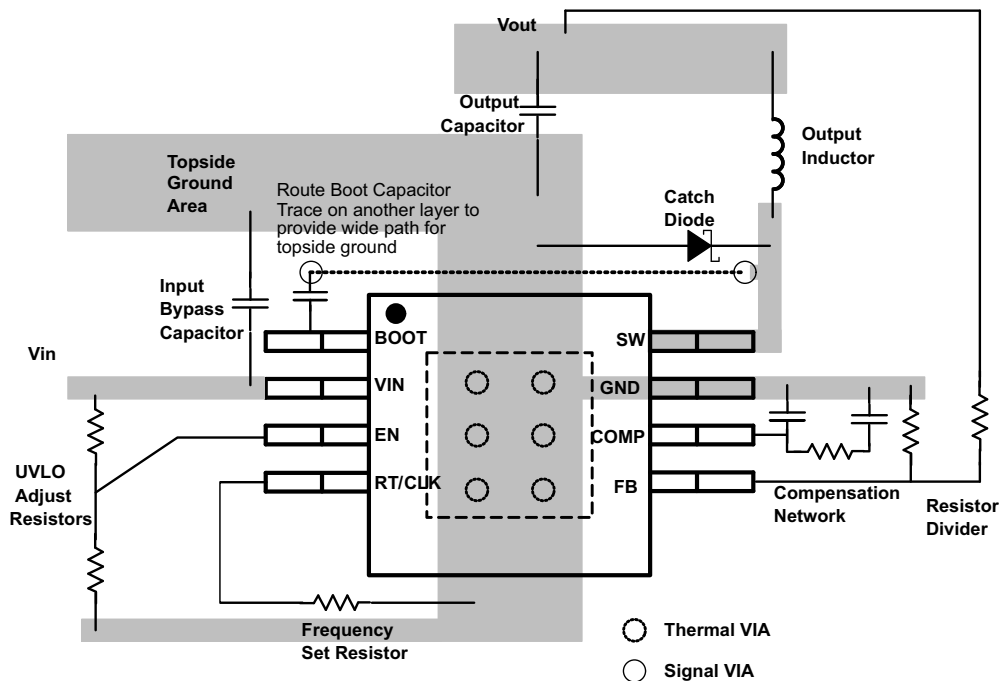 Vout
Output
Capacitor
Output
Inductor
Topside
Ground
Area
Route Boot Capacitor
Trace on another layer to
provide wide path for
topside ground
Catch
Diode
Input
Bypass
Capacitor
Vin
BOOT
VIN
EN
RT/CLK
SW
GND
COMP
FB
UVLO
Adjust
Resistors
Compensation
Network
Resistor
Divider
Frequency
Set Resistor
Thermal VIA
Signal VIA